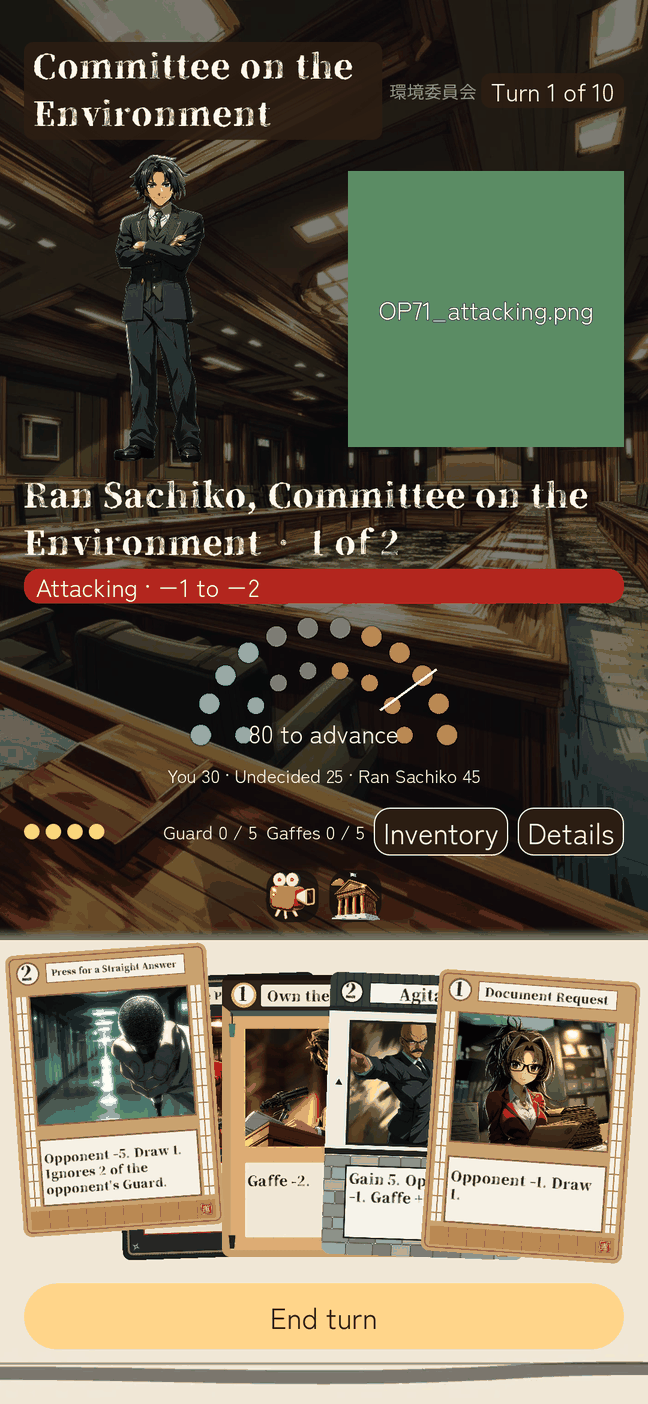 Committee on the
Environment
環境委員会
Turn 1 of 10
OP71_attacking.png
Ran Sachiko, Committee on the
Environment · 1 of 2
Attacking · −1 to −2
80 to advance
You 30 · Undecided 25 · Ran Sachiko 45
Guard 0 / 5 Gaffes 0 / 5
Inventory
Details
2 Press for a Straight Answer
Opponent -5. Draw 1.
Ignores 2 of the
opponent's Guard.
1 Own the
Gaffe -2.
2
Gain 5.
-1. Gaffe +
1 Document Request
Opponent -1. Draw
1.
End turn